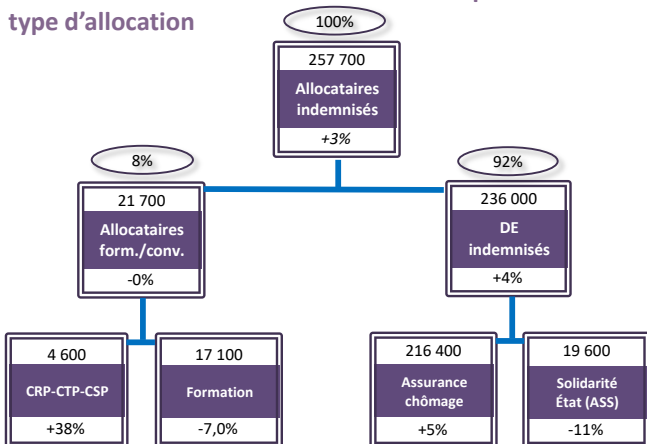 type d’allocation
100%
257 700
Allocataires
indemnisés
+3%
8%
21 700
Allocataires
form./conv.
-0%
92%
236 000
DE
indemnisés
+4%
4 600
CRP-CTP-CSP
+38%
17 100
Formation
-7,0%
216 400
Assurance
chômage
+5%
19 600
Solidarité
État (ASS)
-11%